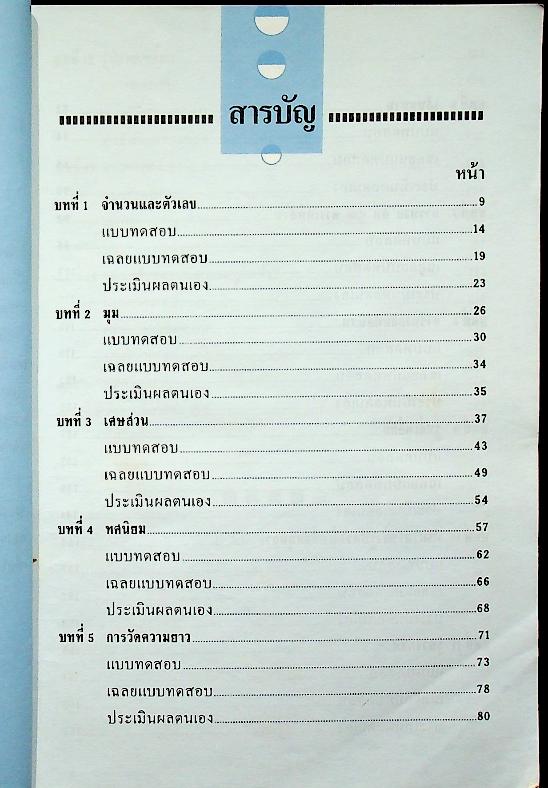 สารบัญ
หน้า
บทที่ 1 จำนวนและตัวเลข 9
แบบทดสอบ 14
เฉลยแบบทดสอบ 19
ประเมินผลตนเอง 23
บทที่ 2 มุม 26
แบบทดสอบ 30
เฉลยแบบทดสอบ 34
ประเมินผลตนเอง 35
บทที่ 3 เศษส่วน 37
แบบทดสอบ 43
เฉลยแบบทดสอบ 49
ประเมินผลตนเอง 54
บทที่ 4 ทศนิยม 57
แบบทดสอบ 62
เฉลยแบบทดสอบ 66
ประเมินผลตนเอง 68
บทที่ 5 การวัดความยาว 71
แบบทดสอบ 73
เฉลยแบบทดสอบ 78
ประเมินผลตนเอง 80